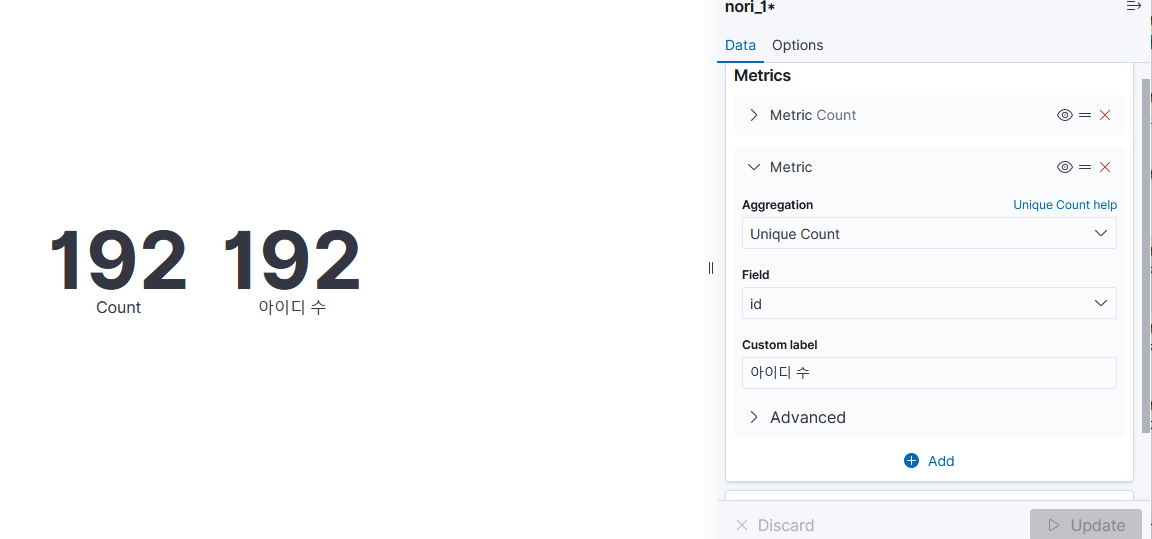 nori_1*
Data Options
Metrics
Metric Count
Metric
Aggregation Unique Count help
Unique Count
Field
id
Custom label
아이디 수
Advanced
Add
Discard Update
192 192
Count 아이디 수